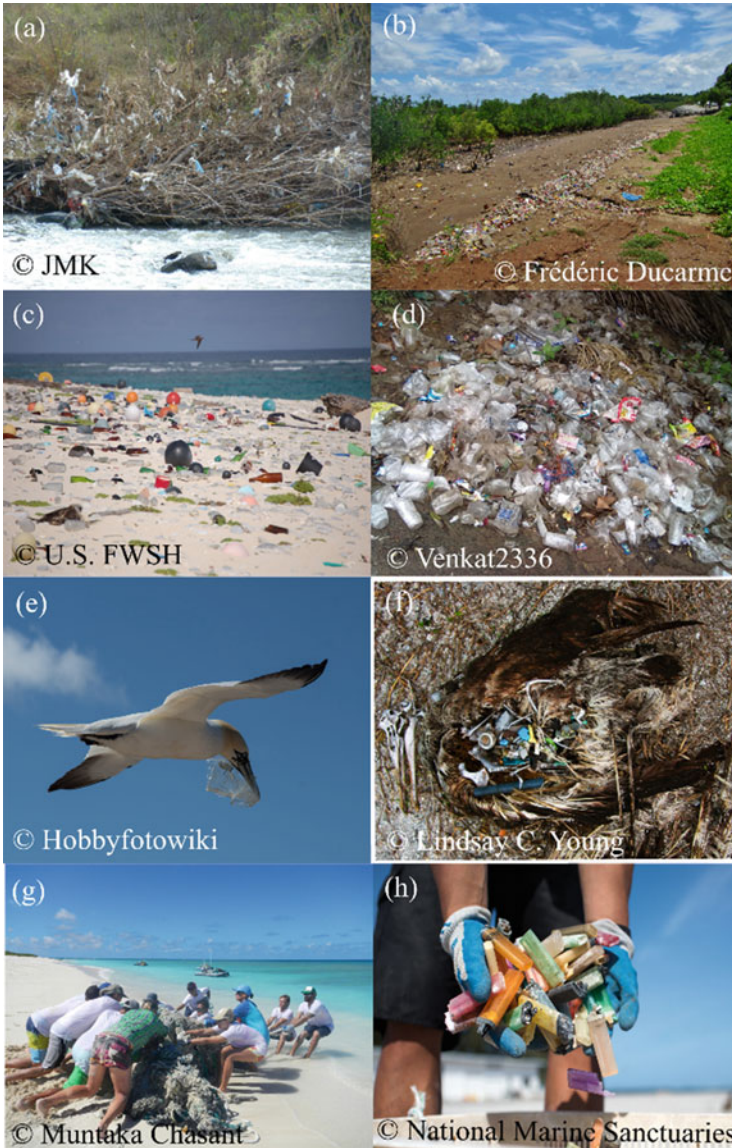 (a)
© JMK
(b)
© Frédéric Ducarme
(c)
© U.S. FWSH
(d)
© Venkat2336
(e)
© Hobbyfotowiki
(f)
© Lindsay C. Young
(g)
© Muntaka Chasant
(h)
© National Marine Sanctuaries